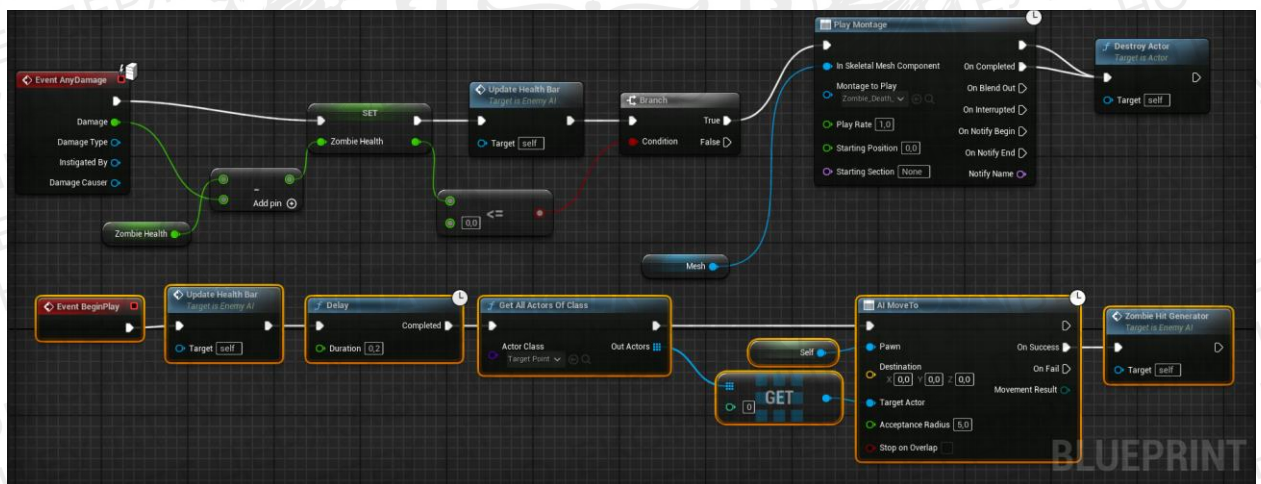 Event AnyDamage
Damage
Damage Type
Instigated By
Damage Causer
Zombie Health
-
Add pin
SET
Zombie Health
Update Health Bar
Target is Enemy AI
Target self
<=
0,0
Branch
Condition
True
False
Mesh
Play Montage
In Skeletal Mesh Component
Montage to Play
Zombie_Death_
Play Rate 1,0
Starting Position 0,0
Starting Section None
On Completed
On Blend Out
On Interrupted
On Notify Begin
On Notify End
Notify Name
Destroy Actor
Target is Actor
Target self
Event BeginPlay
Update Health Bar
Target is Enemy AI
Target self
Delay
Completed
Duration 0,2
Get All Actors Of Class
Actor Class
Target Point
Out Actors
Self
0 GET
AI MoveTo
Pawn
Destination
X 0,0 Y 0,0 Z 0,0
Target Actor
Acceptance Radius 5,0
Stop on Overlap
On Success
On Fail
Movement Result
Zombie Hit Generator
Target is Enemy AI
Target self
BLUEPRINT